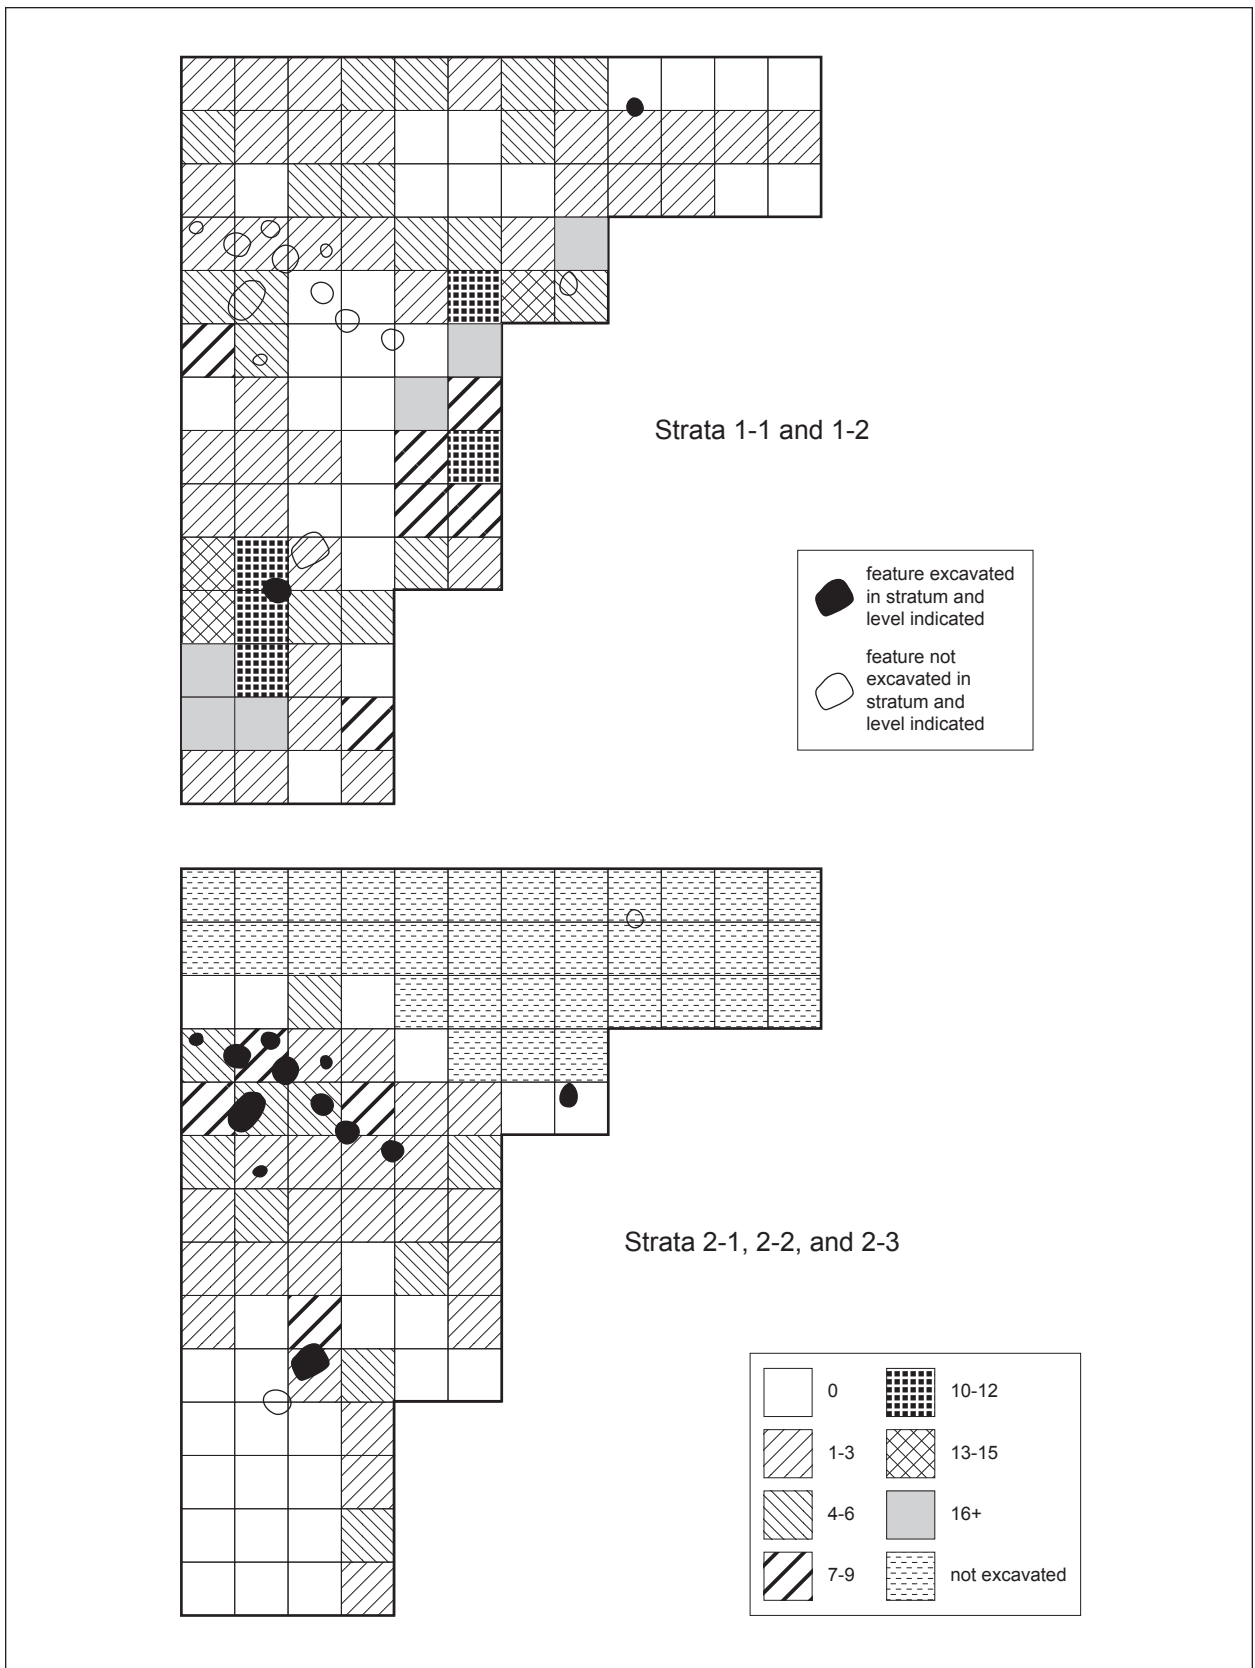 Strata 1-1 and 1-2
feature excavated
in stratum and
level indicated
feature not
excavated in
stratum and
level indicated
Strata 2-1, 2-2, and 2-3
0
10-12
1-3
13-15
4-6
16+
7-9
not excavated